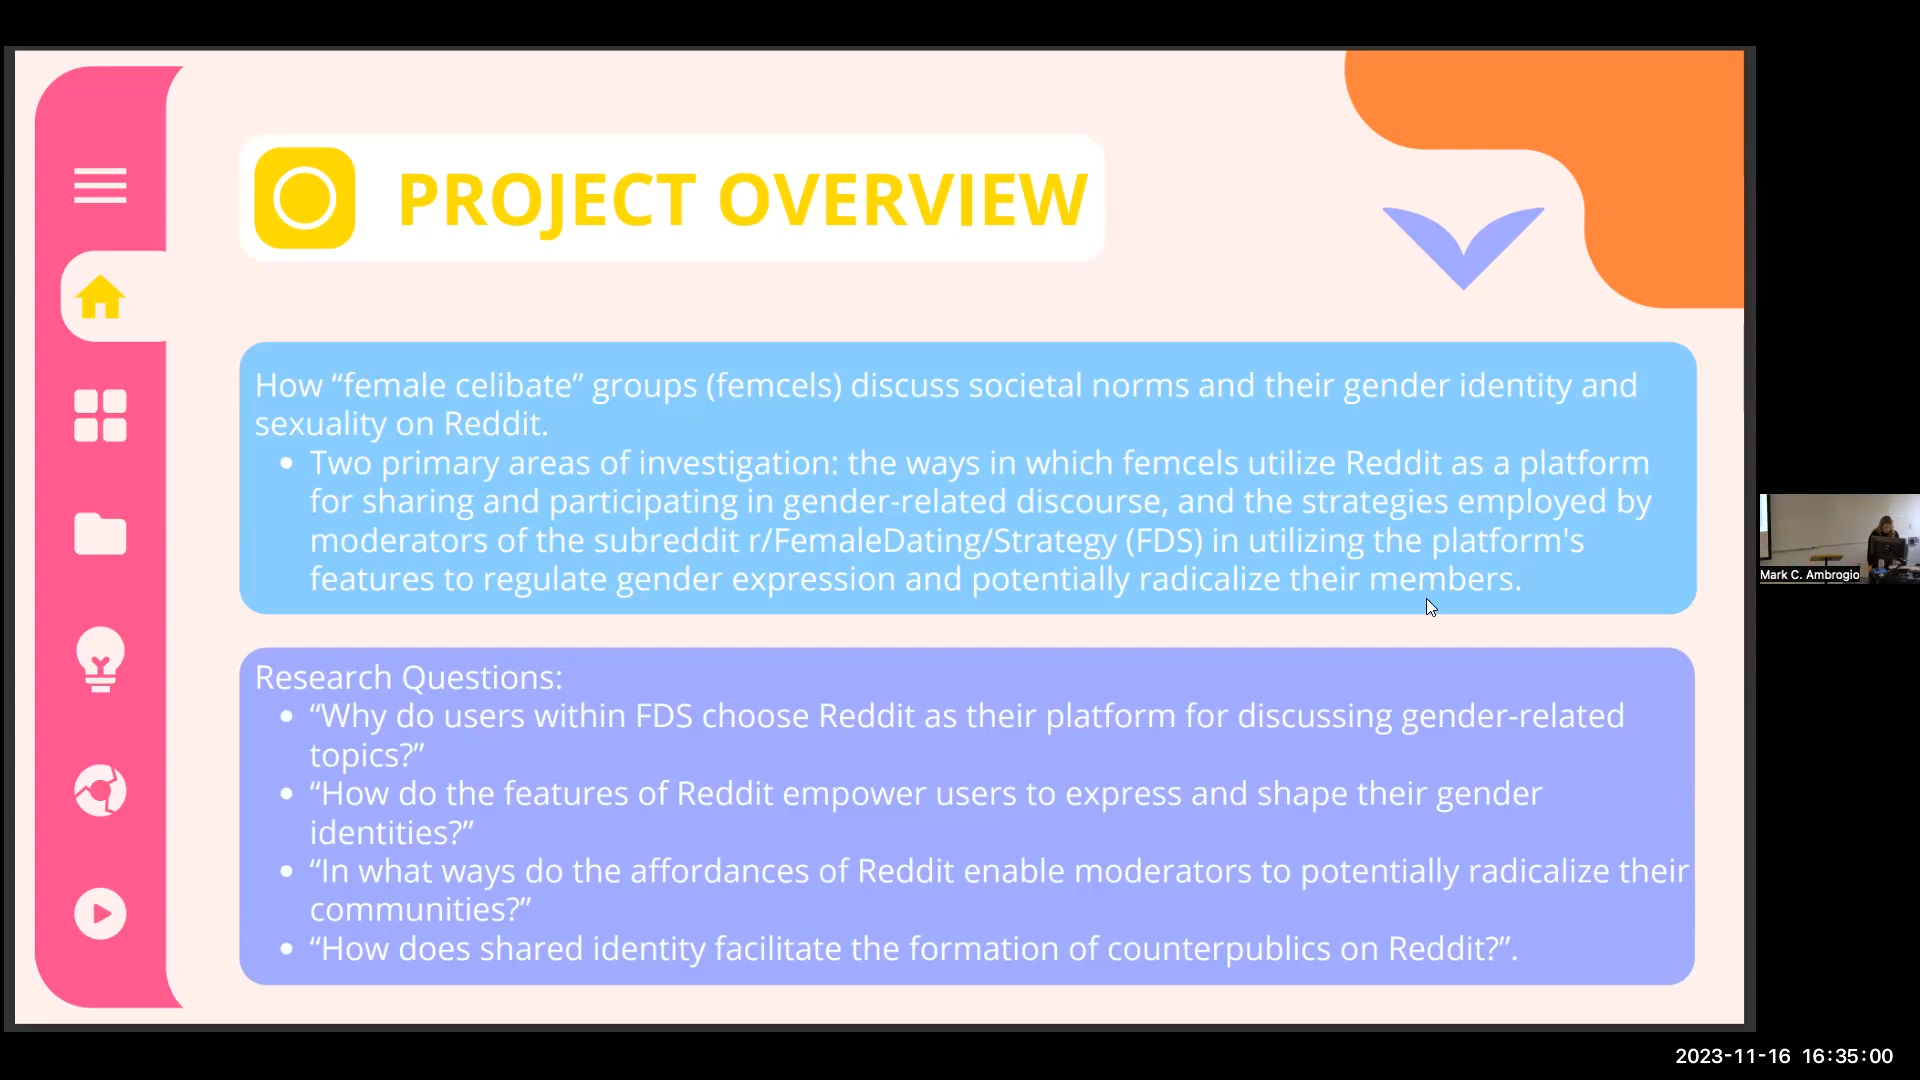 PROJECT OVERVIEW
How “female celibate” groups (femcels) discuss societal norms and their gender identity and
sexuality on Reddit.
• Two primary areas of investigation: the ways in which femcels utilize Reddit as a platform
for sharing and participating in gender-related discourse, and the strategies employed by
moderators of the subreddit r/FemaleDating/Strategy (FDS) in utilizing the platform's
features to regulate gender expression and potentially radicalize their members.
Research Questions:
• “Why do users within FDS choose Reddit as their platform for discussing gender-related
topics?”
• “How do the features of Reddit empower users to express and shape their gender
identities?”
• “In what ways do the affordances of Reddit enable moderators to potentially radicalize their
communities?”
• “How does shared identity facilitate the formation of counterpublics on Reddit?”.
Mark C. Ambrogio
2023-11-16 16:35:00